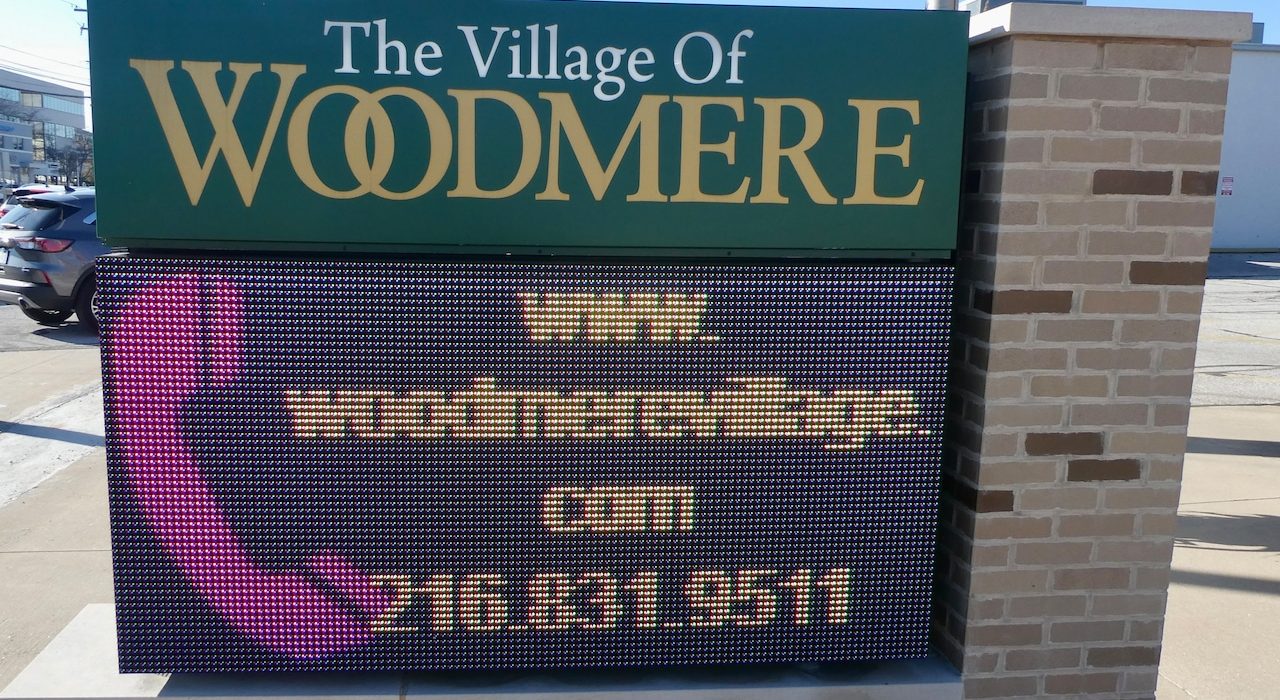 The Village Of
WOODMERE
www.
woodmerevillage.
com
216.831.9511